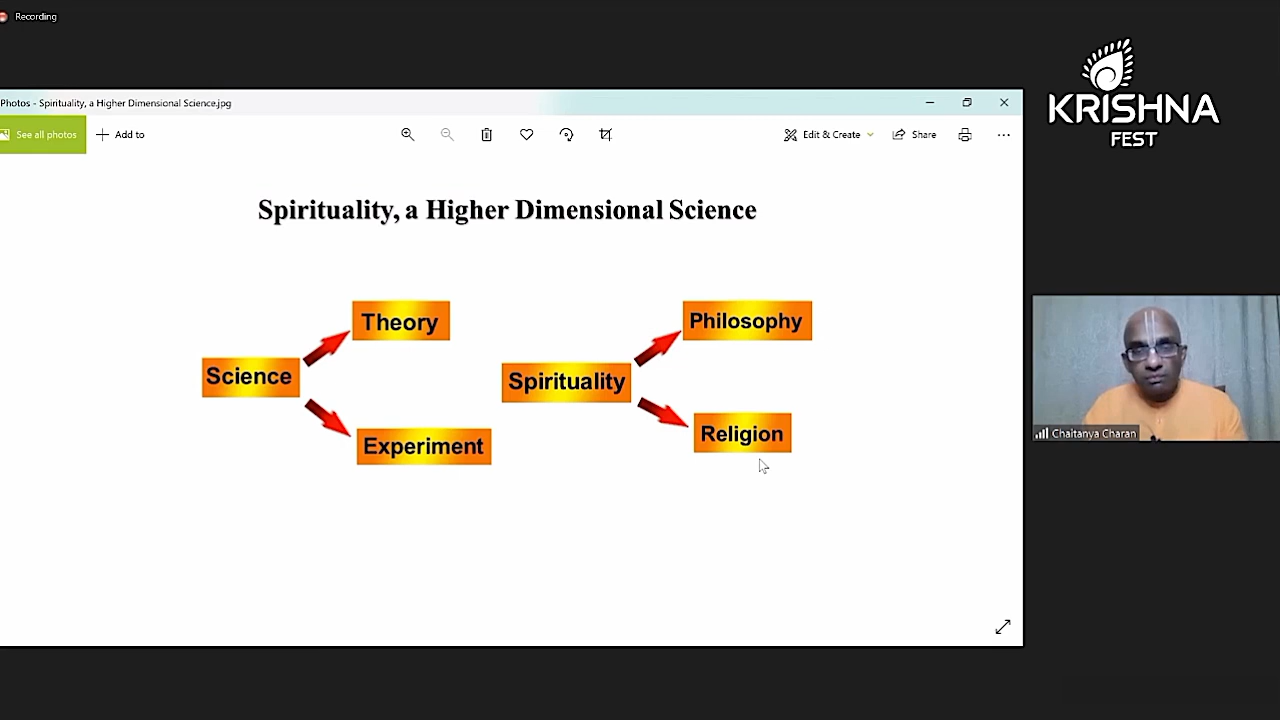 Recording
KRISHNA
FEST
Photos - Spirituality, a Higher Dimensional Science.jpg
See all photos
Add to
Edit & Create
Share
Spirituality, a Higher Dimensional Science
Theory
Philosophy
Science
Spirituality
Experiment
Religion
Chaitanya Charan